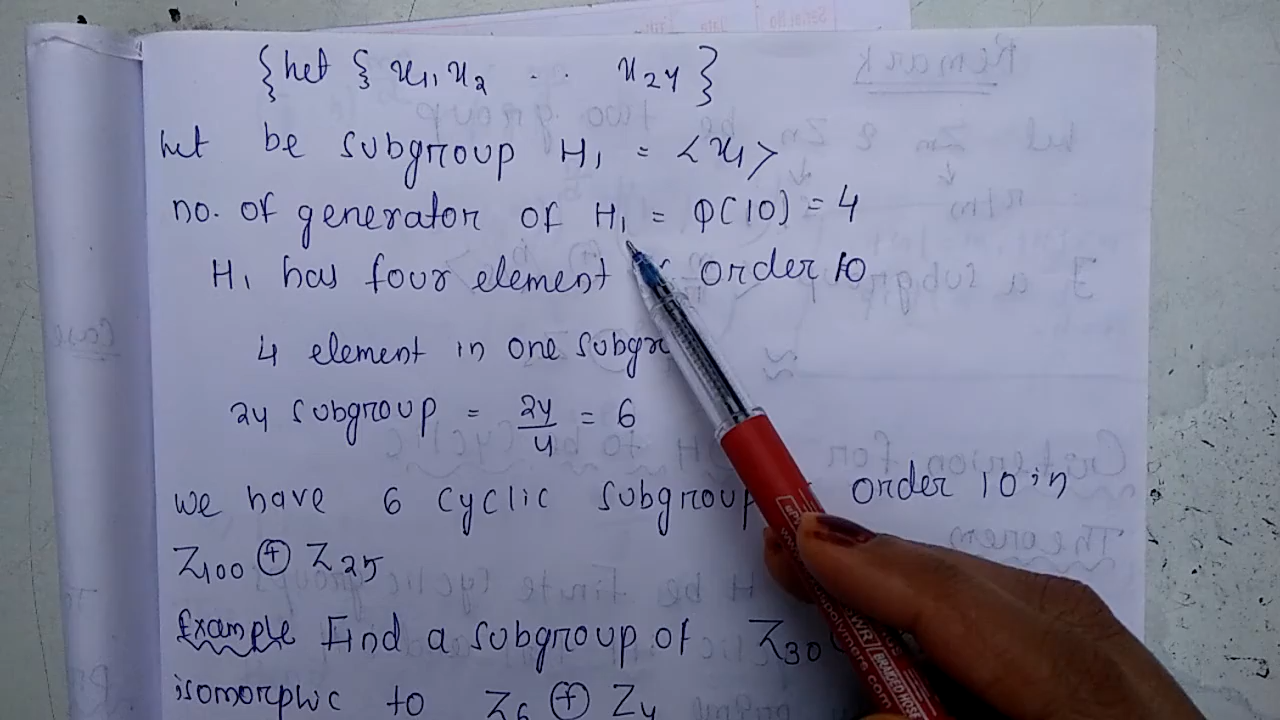 {Let { x1, x2 .. x24 }
Let be subgroup H1 = <x1>
no. of generator of H1 = φ(10) = 4
H1 has four element order 10
4 element in one subgr
24 subgroup = 24/4 = 6
we have 6 cyclic subgroup order 10 in
Z100 ⊕ Z25
Example Find a subgroup of Z30
isomorphic to Z6 ⊕ Z4